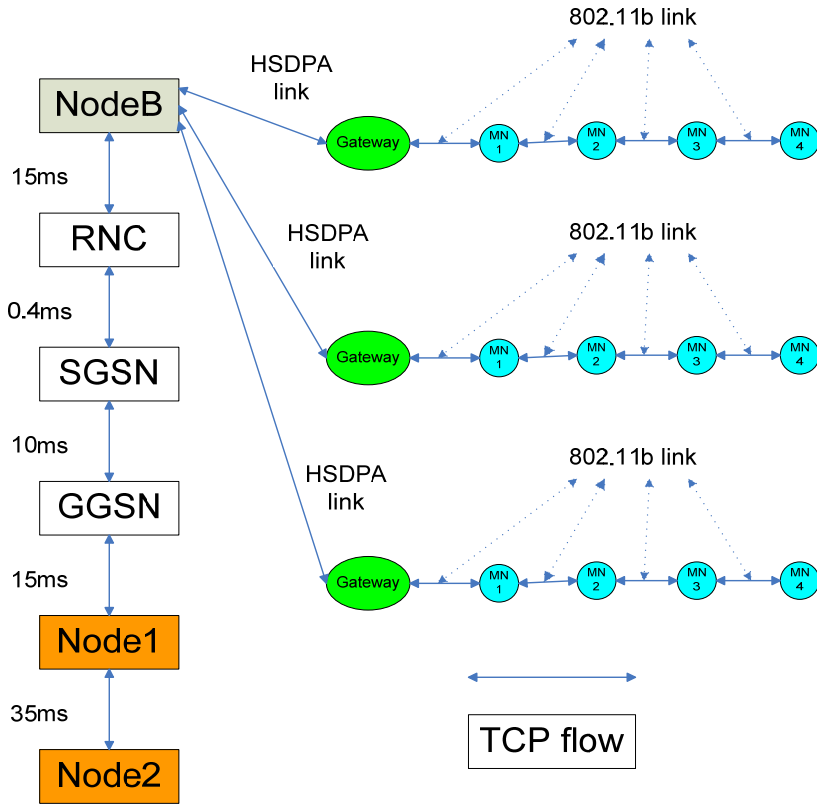 802.11b link
HSDPA
link
NodeB
Gateway
MN
1
MN
2
MN
3
MN
4
15ms
RNC
HSDPA
link
802.11b link
0.4ms
SGSN
Gateway
MN
1
MN
2
MN
3
MN
4
10ms
GGSN
HSDPA
link
802.11b link
15ms
Gateway
MN
1
MN
2
MN
3
MN
4
Node1
35ms
TCP flow
Node2